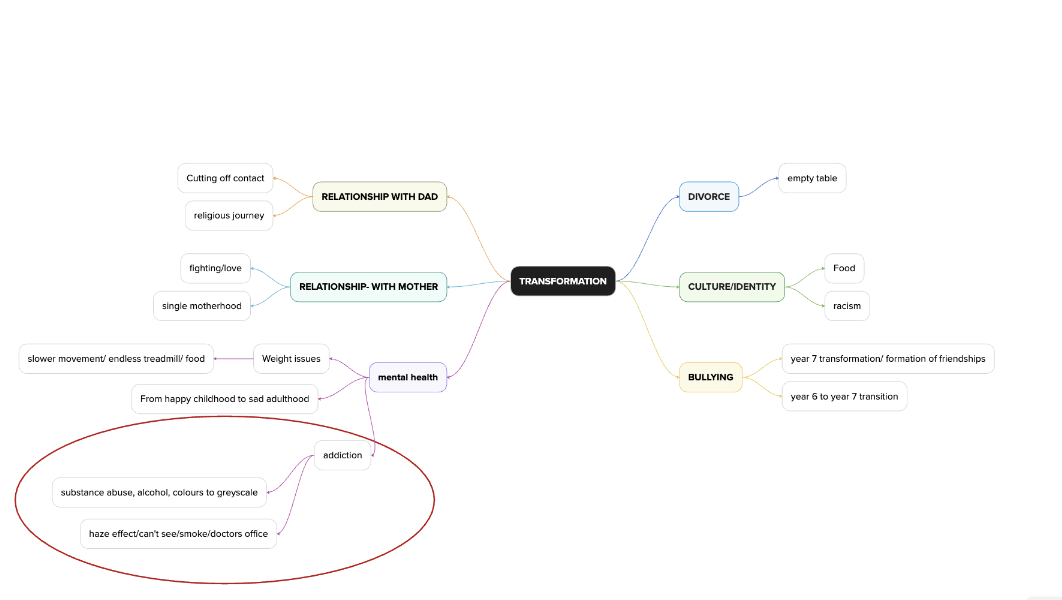 Cutting off contact
religious journey
RELATIONSHIP WITH DAD
fighting/love
single motherhood
RELATIONSHIP- WITH MOTHER
slower movement/ endless treadmill/ food
Weight issues
From happy childhood to sad adulthood
mental health
addiction
substance abuse, alcohol, colours to greyscale
haze effect/can't see/smoke/doctors office
TRANSFORMATION
DIVORCE
empty table
CULTURE/IDENTITY
Food
racism
BULLYING
year 7 transformation/ formation of friendships
year 6 to year 7 transition